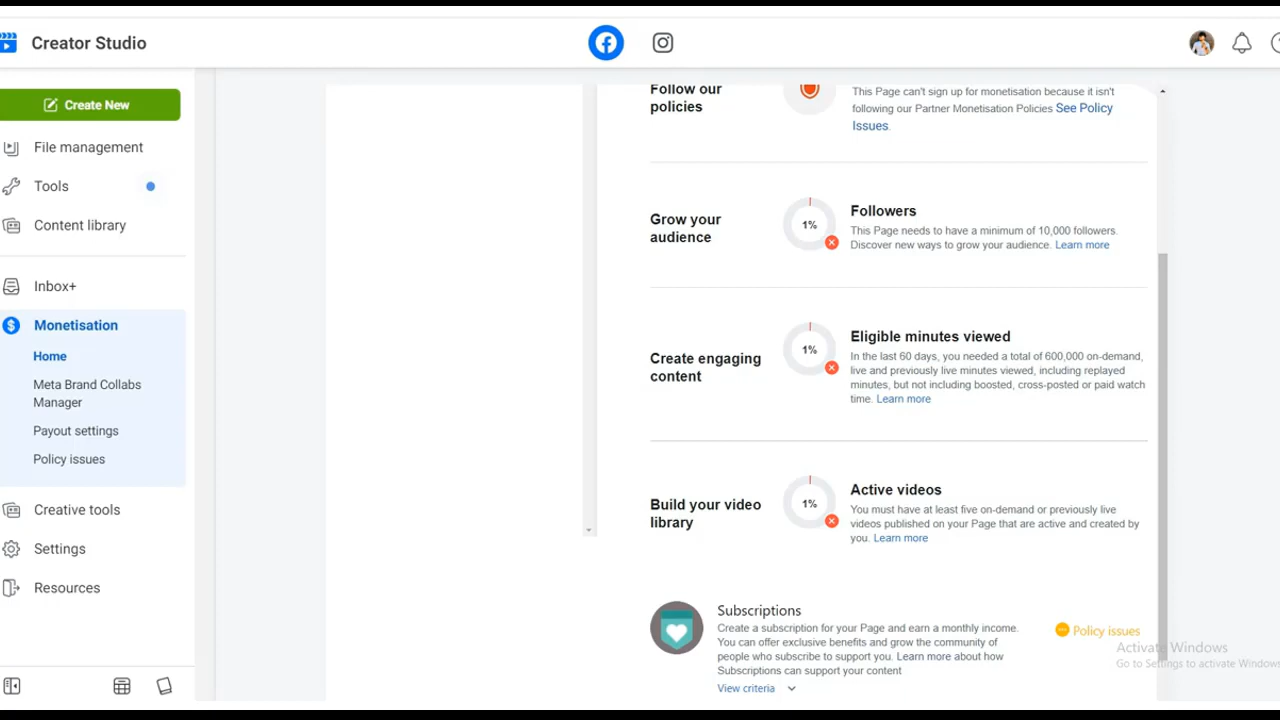 Creator Studio
Create New
File management
Tools
Content library
Inbox+
Monetisation
Home
Meta Brand Collabs
Manager
Payout settings
Policy issues
Creative tools
Settings
Resources
Follow our
policies
This Page can't sign up for monetisation because it isn't
following our Partner Monetisation Policies See Policy
Issues.
Grow your
audience
1%
Followers
This Page needs to have a minimum of 10,000 followers.
Discover new ways to grow your audience. Learn more
Create engaging
content
1%
Eligible minutes viewed
In the last 60 days, you needed a total of 600,000 on-demand,
live and previously live minutes viewed, including replayed
minutes, but not including boosted, cross-posted or paid watch
time. Learn more
Build your video
library
1%
Active videos
You must have at least five on-demand or previously live
videos published on your Page that are active and created by
you. Learn more
Subscriptions
Create a subscription for your Page and earn a monthly income.
You can offer exclusive benefits and grow the community of
people who subscribe to support you. Learn more about how
Subscriptions can support your content
View criteria
Policy issues
Activate Windows
Go to Settings to activate Windows